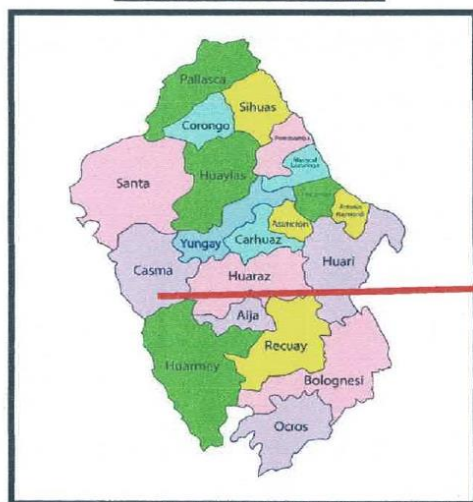 Pallasca
Sihuas
Corongo
Pomabamba
Mariscal
Luzuriaga
Huaylas
Santa
Antonio
Raimondi
Asunción
Yungay
Carhuaz
Huari
Casma
Huaraz
Aija
Recuay
Huarmey
Bolognesi
Ocros